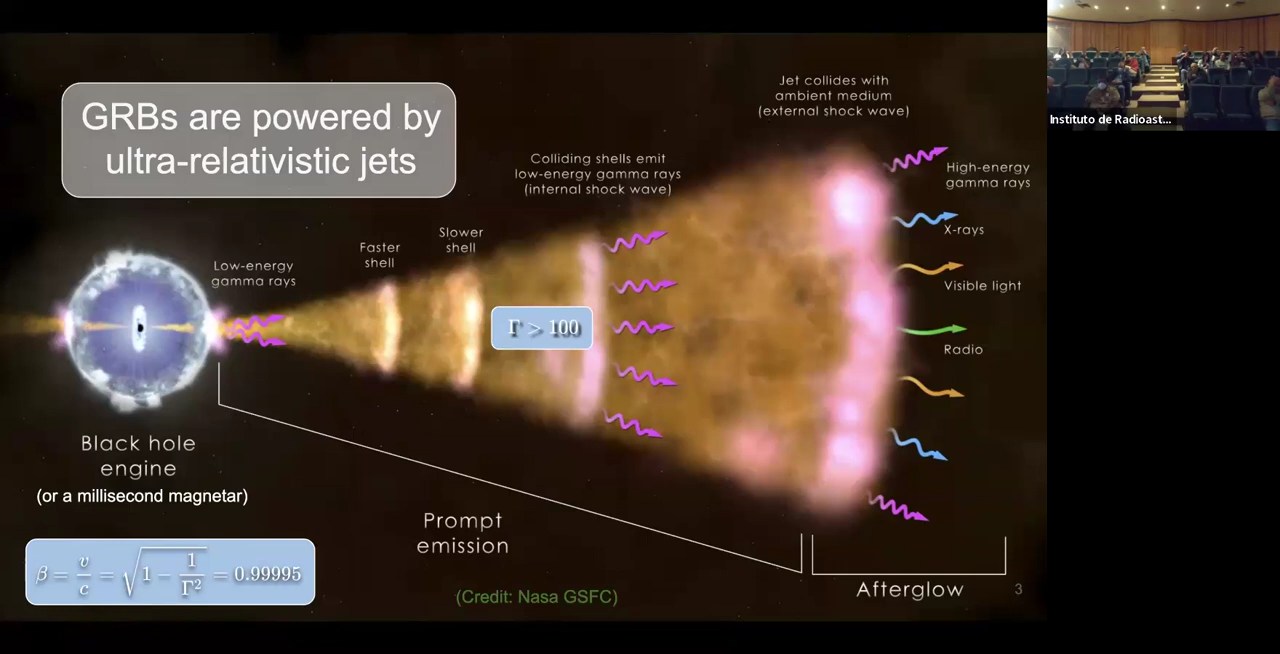 GRBs are powered by
ultra-relativistic jets
Jet collides with
ambient medium
(external shock wave)
Colliding shells emit
low-energy gamma rays
(internal shock wave)
High-energy
gamma rays
X-rays
Visible light
Radio
Slower
shell
Faster
shell
Low-energy
gamma rays
Γ > 100
Black hole
engine
(or a millisecond magnetar)
β = v/c = √(1 − 1/Γ²) = 0.99995
Prompt
emission
(Credit: Nasa GSFC)
Afterglow
3
Instituto de Radioast...